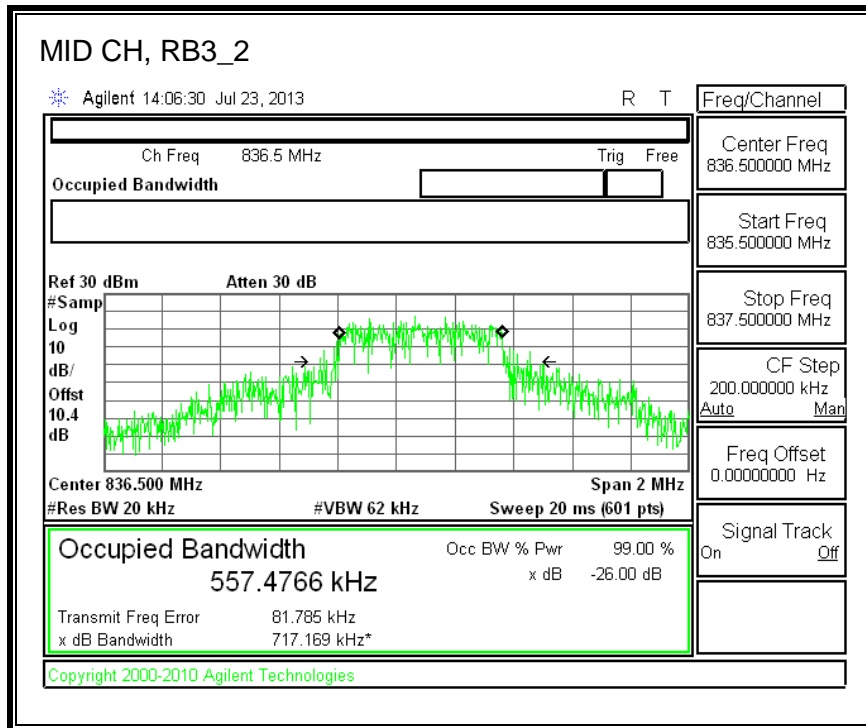 MID CH, RB3_2
Agilent 14:06:30 Jul 23, 2013 R T
Freq/Channel
Ch Freq 836.5 MHz Trig Free
Occupied Bandwidth
Center Freq
836.500000 MHz
Start Freq
835.500000 MHz
Stop Freq
837.500000 MHz
CF Step
200.000000 kHz
Auto Man
Freq Offset
0.00000000 Hz
Signal Track
On Off
Ref 30 dBm Atten 30 dB
#Samp
Log
10
dB/
Offst
10.4
dB
Center 836.500 MHz Span 2 MHz
#Res BW 20 kHz #VBW 62 kHz Sweep 20 ms (601 pts)
Occupied Bandwidth Occ BW % Pwr 99.00 %
557.4766 kHz x dB -26.00 dB
Transmit Freq Error 81.785 kHz
x dB Bandwidth 717.169 kHz*
Copyright 2000-2010 Agilent Technologies